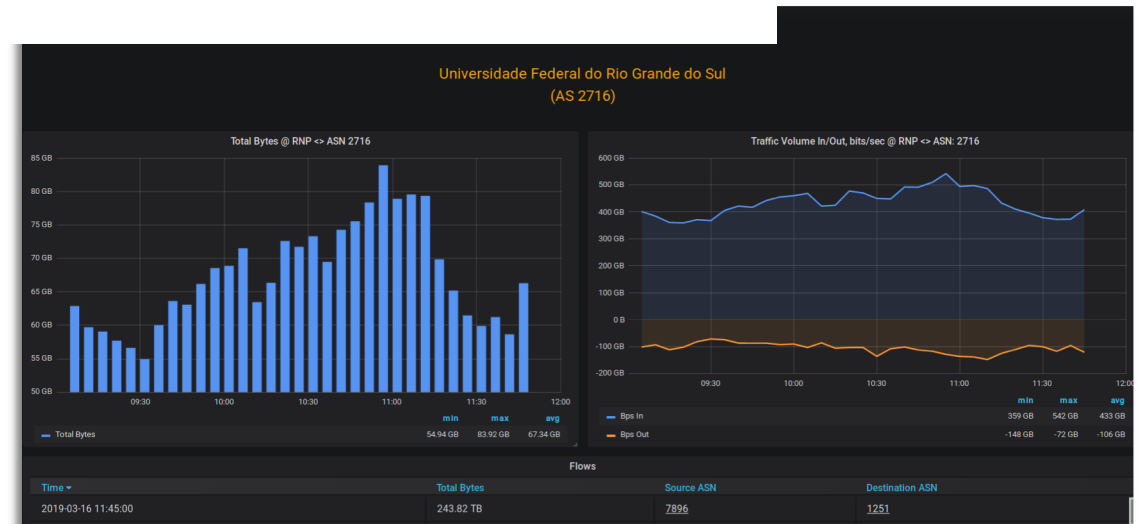 Universidade Federal do Rio Grande do Sul
(AS 2716)
Total Bytes @ RNP <> ASN 2716
85 GB
80 GB
75 GB
70 GB
65 GB
60 GB
55 GB
50 GB
09:30 10:00 10:30 11:00 11:30 12:00
min max avg
Total Bytes 54.94 GB 83.92 GB 67.34 GB
Traffic Volume In/Out, bits/sec @ RNP <> ASN: 2716
600 GB
500 GB
400 GB
300 GB
200 GB
100 GB
0 B
-100 GB
-200 GB
09:30 10:00 10:30 11:00 11:30 12:00
min max avg
Bps In 359 GB 542 GB 433 GB
Bps Out -148 GB -72 GB -106 GB
Flows
Time Total Bytes Source ASN Destination ASN
2019-03-16 11:45:00 243.82 TB 7896 1251